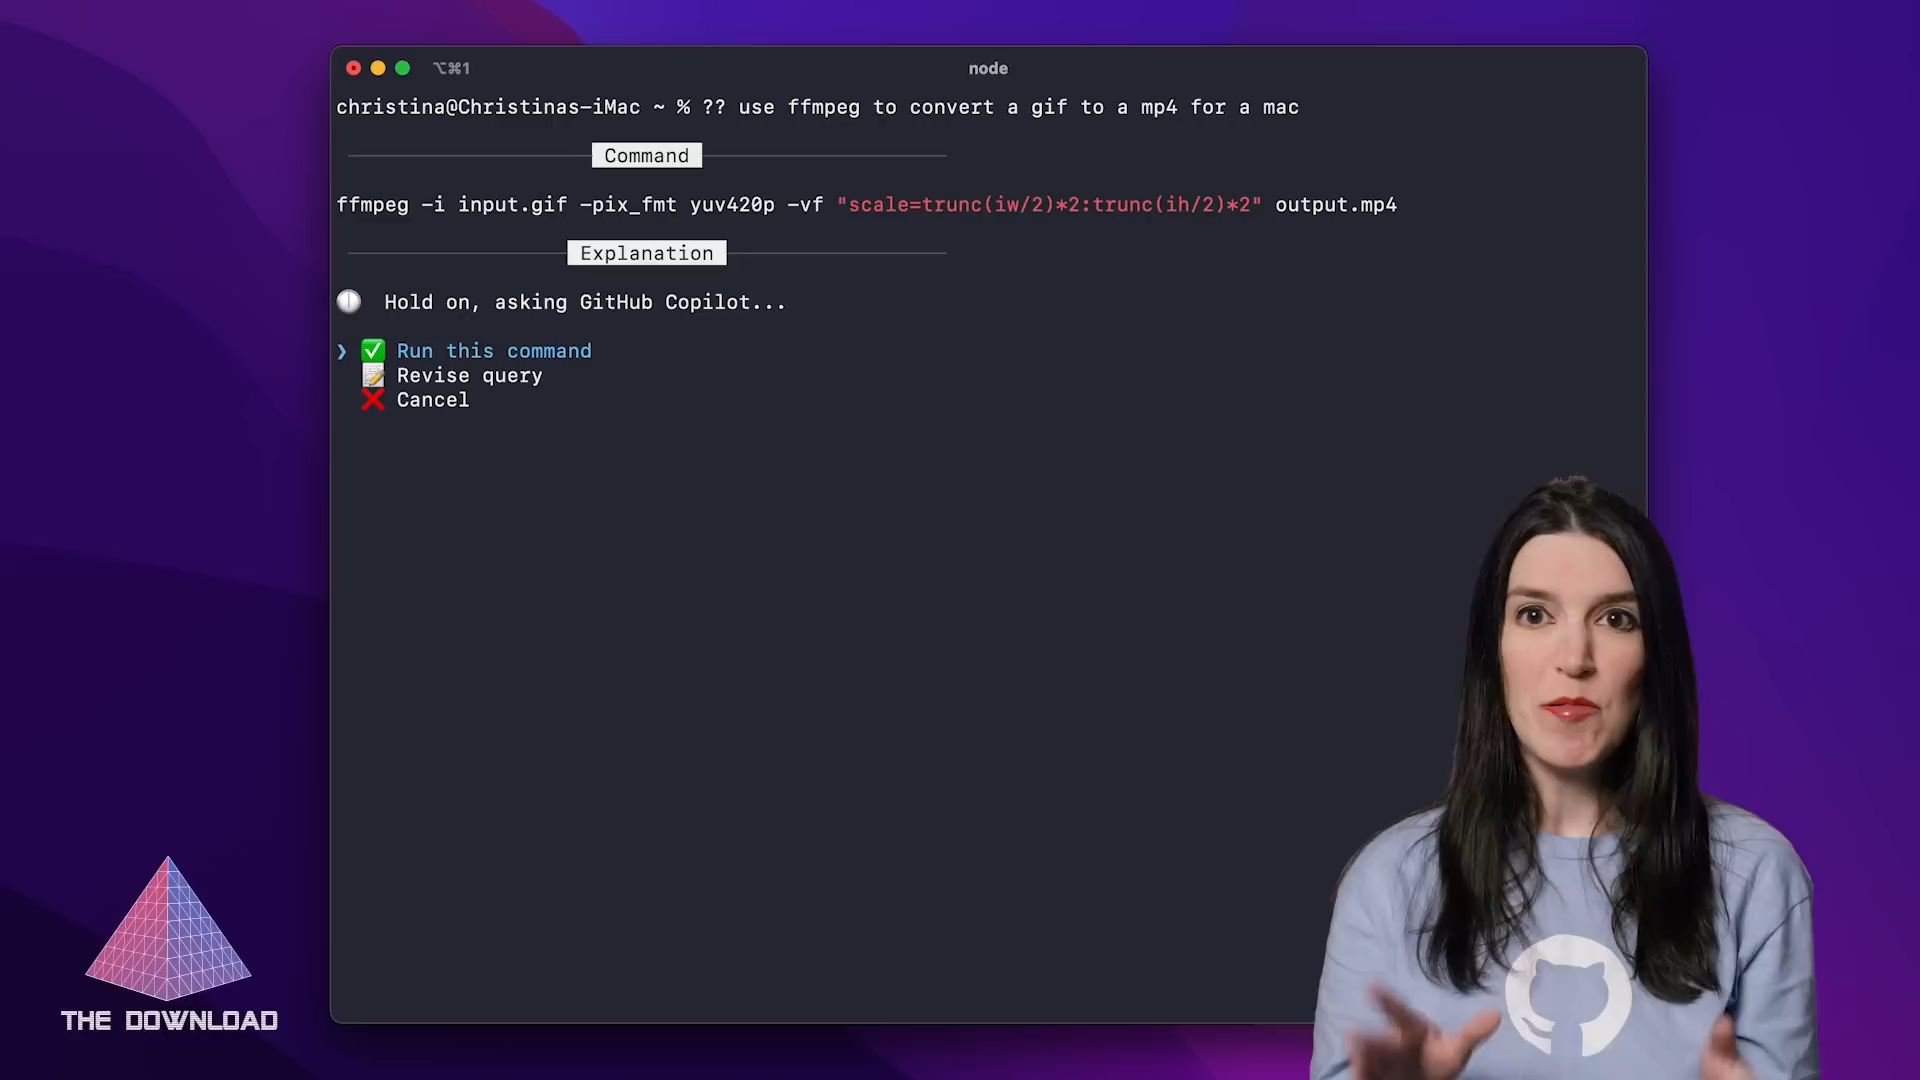 ⌥⌘1
node
christina@Christinas-iMac ~ % ?? use ffmpeg to convert a gif to a mp4 for a mac
Command
ffmpeg -i input.gif -pix_fmt yuv420p -vf "scale=trunc(iw/2)*2:trunc(ih/2)*2" output.mp4
Explanation
Hold on, asking GitHub Copilot...
❯ ✅ Run this command
📝 Revise query
❌ Cancel
THE DOWNLOAD